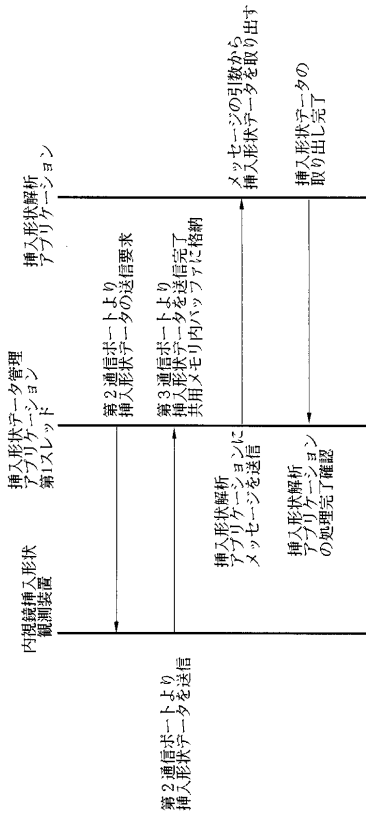 内視鏡挿入形状
観測装置
挿入形状データ管理
アプリケーション
第1スレッド
挿入形状解析
アプリケーション
第2通信ポートより
挿入形状データの送信要求
第2通信ポートより
挿入形状データを送信
第3通信ポートより
挿入形状データを送信完了
共用メモリ内バッファに格納
挿入形状解析
アプリケーションに
メッセージを送信
メッセージの引数から
挿入形状データを取り出す
挿入形状解析
アプリケーション
の処理完了確認
挿入形状データの
取り出し完了